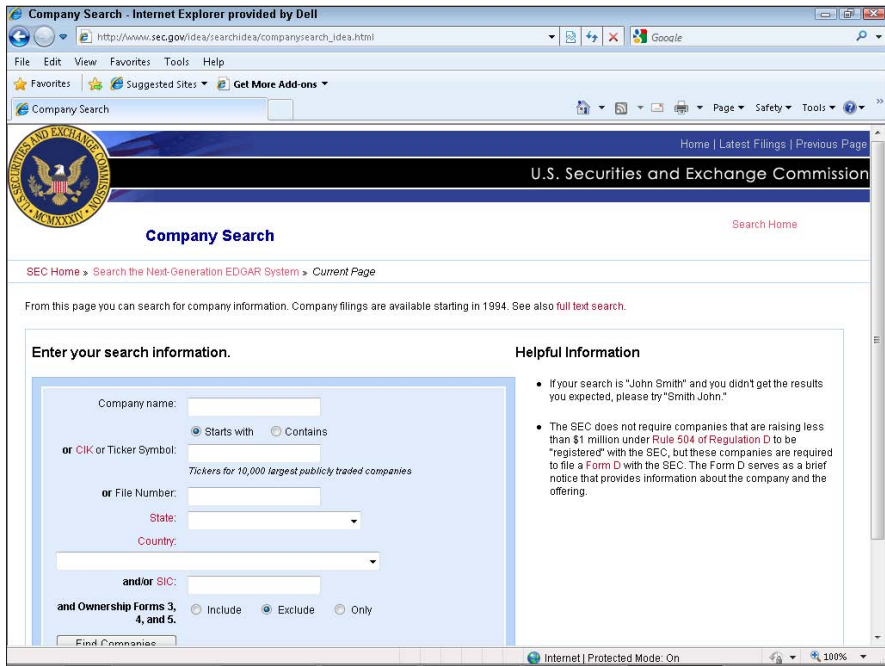 Company Search - Internet Explorer provided by Dell
http://www.sec.gov/idea/searchidea/companysearch_idea.html
Google
File Edit View Favorites Tools Help
Favorites Suggested Sites Get More Add-ons
Company Search
Page Safety Tools
SECURITIES AND EXCHANGE COMMISSION
MCMXXXIV
Home | Latest Filings | Previous Page
U.S. Securities and Exchange Commission
Company Search
Search Home
SEC Home » Search the Next-Generation EDGAR System » Current Page
From this page you can search for company information. Company filings are available starting in 1994. See also full text search.
Enter your search information.
Company name:
Starts with Contains
or CIK or Ticker Symbol:
Tickers for 10,000 largest publicly traded companies
or File Number:
State:
Country:
and/or SIC:
and Ownership Forms 3,
4, and 5.
Include Exclude Only
Find Companies
Helpful Information
• If your search is "John Smith" and you didn't get the results
you expected, please try "Smith John."
• The SEC does not require companies that are raising less
than $1 million under Rule 504 of Regulation D to be
"registered" with the SEC, but these companies are required
to file a Form D with the SEC. The Form D serves as a brief
notice that provides information about the company and the
offering.
Internet | Protected Mode: On
100%